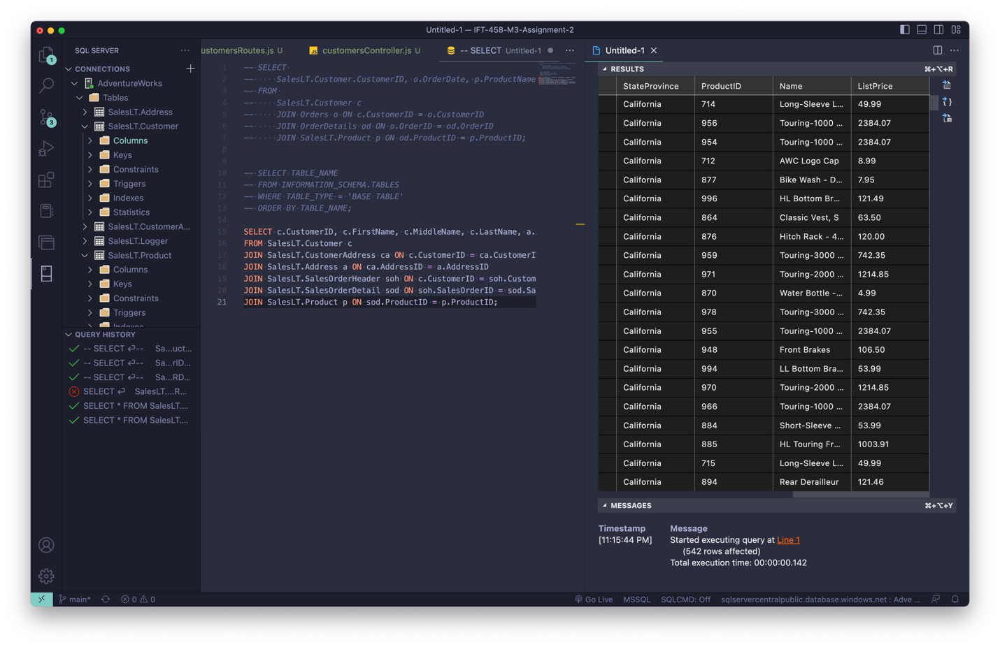 Untitled-1 — IFT-458-M3-Assignment-2
SQL SERVER
CONNECTIONS
AdventureWorks
Tables
SalesLT.Address
SalesLT.Customer
Columns
Keys
Constraints
Triggers
Indexes
Statistics
SalesLT.CustomerA...
SalesLT.Logger
SalesLT.Product
Columns
Keys
Constraints
Triggers
Indexes
QUERY HISTORY
-- SELECT ↵-- Sa...uct...
-- SELECT ↵-- Sa...rID...
-- SELECT ↵-- Sa...RD...
SELECT ↵ SalesLT....R...
SELECT * FROM SalesLT....
SELECT * FROM SalesLT....
1
3
ustomersRoutes.js U
JS customersController.js U
-- SELECT Untitled-1 ● ···
1 -- SELECT
2 -- SalesLT.Customer.CustomerID, o.OrderDate, p.ProductName
3 -- FROM
4 -- SalesLT.Customer c
5 -- JOIN Orders o ON c.CustomerID = o.CustomerID
6 -- JOIN OrderDetails od ON o.OrderID = od.OrderID
7 -- JOIN SalesLT.Product p ON od.ProductID = p.ProductID;
8
9
10 -- SELECT TABLE_NAME
11 -- FROM INFORMATION_SCHEMA.TABLES
12 -- WHERE TABLE_TYPE = 'BASE TABLE'
13 -- ORDER BY TABLE_NAME;
14
15 SELECT c.CustomerID, c.FirstName, c.MiddleName, c.LastName, a.
16 FROM SalesLT.Customer c
17 JOIN SalesLT.CustomerAddress ca ON c.CustomerID = ca.CustomerI
18 JOIN SalesLT.Address a ON ca.AddressID = a.AddressID
19 JOIN SalesLT.SalesOrderHeader soh ON c.CustomerID = soh.Custom
20 JOIN SalesLT.SalesOrderDetail sod ON soh.SalesOrderID = sod.Sa
21 JOIN SalesLT.Product p ON sod.ProductID = p.ProductID;
Untitled-1 ×
RESULTS ⌘+⌥+R
StateProvince ProductID Name ListPrice
California 714 Long-Sleeve L... 49.99
California 956 Touring-1000 ... 2384.07
California 954 Touring-1000 ... 2384.07
California 712 AWC Logo Cap 8.99
California 877 Bike Wash - D... 7.95
California 996 HL Bottom Br... 121.49
California 864 Classic Vest, S 63.50
California 876 Hitch Rack - 4... 120.00
California 959 Touring-3000 ... 742.35
California 971 Touring-2000 ... 1214.85
California 870 Water Bottle -... 4.99
California 978 Touring-3000 ... 742.35
California 955 Touring-1000 ... 2384.07
California 948 Front Brakes 106.50
California 994 LL Bottom Bra... 53.99
California 970 Touring-2000 ... 1214.85
California 966 Touring-1000 ... 2384.07
California 884 Short-Sleeve ... 53.99
California 885 HL Touring Fr... 1003.91
California 715 Long-Sleeve L... 49.99
California 894 Rear Derailleur 121.46
MESSAGES ⌘+⌥+Y
Timestamp Message
[11:15:44 PM] Started executing query at Line 1
(542 rows affected)
Total execution time: 00:00:00.142
main* 0 0 Go Live MSSQL SQLCMD: Off sqlservercentralpublic.database.windows.net : Adve ...